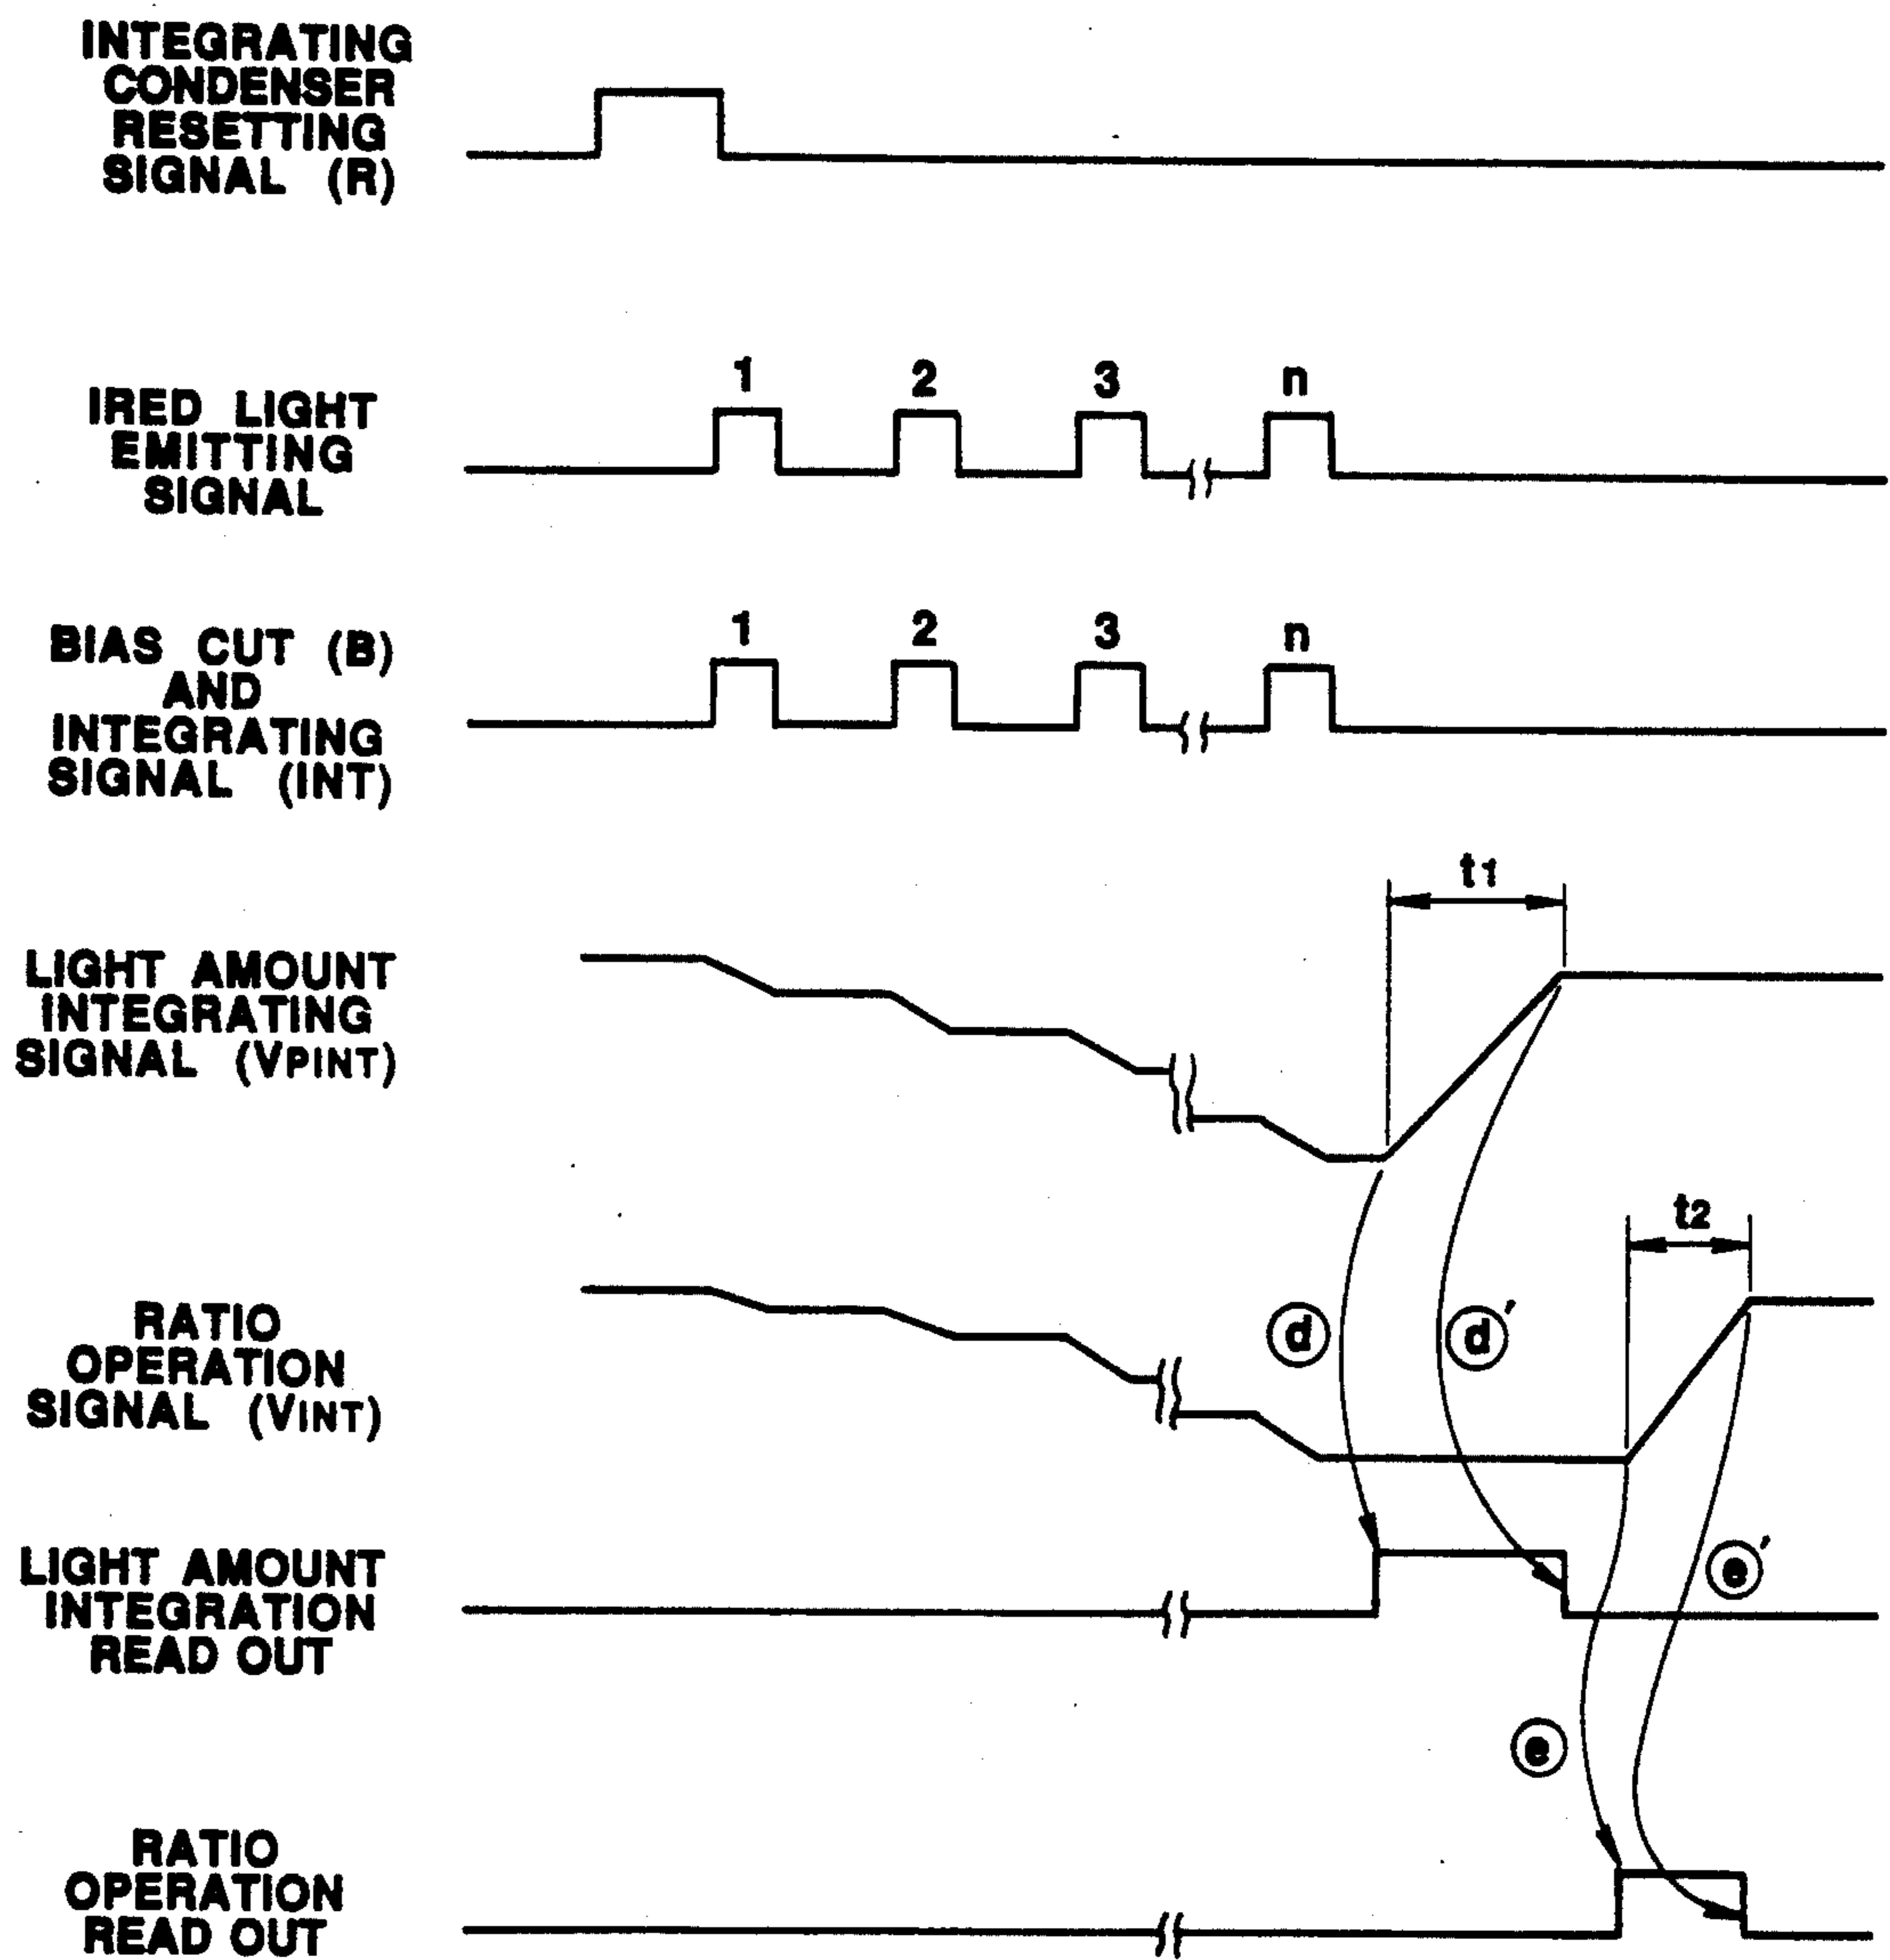 INTEGRATING
CONDENSER
RESETTING
SIGNAL (R)
1 2 3 n
IRED LIGHT
EMITTING
SIGNAL
1 2 3 n
BIAS CUT (B)
AND
INTEGRATING
SIGNAL (INT)
t1
LIGHT AMOUNT
INTEGRATING
SIGNAL (VPINT)
t2
RATIO
OPERATION
SIGNAL (VINT)
d d'
LIGHT AMOUNT
INTEGRATION
READ OUT
e'
e
RATIO
OPERATION
READ OUT